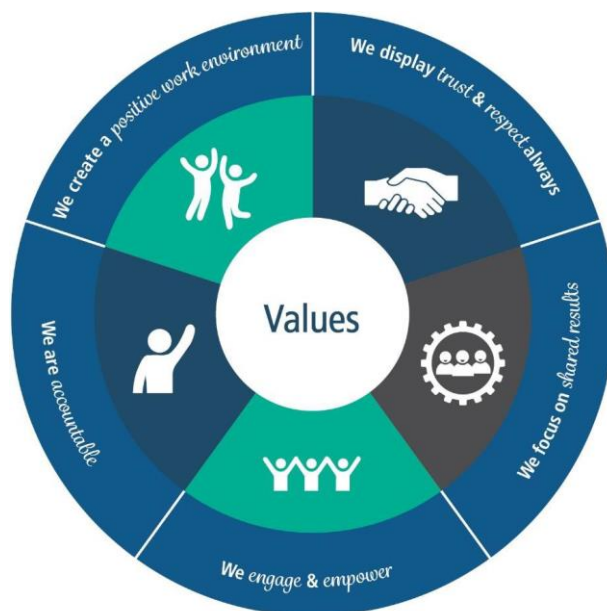 We create a positive work environment
We display trust & respect always
Values
We are accountable
We focus on shared results
We engage & empower